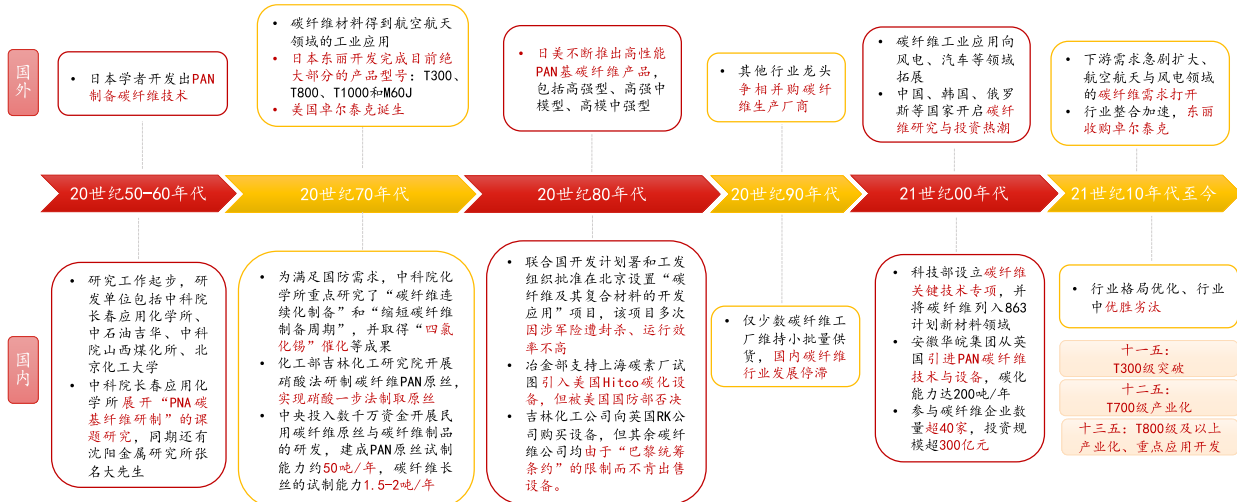 国外
• 日本学者开发出PAN
制备碳纤维技术
• 碳纤维材料得到航空航天
领域的工业应用
• 日本东丽开发完成目前绝
大部分的产品型号：T300、
T800、T1000和M60J
• 美国卓尔泰克诞生
• 日美不断推出高性能
PAN基碳纤维产品，
包括高强型、高强中
模型、高模中强型
• 其他行业龙头
争相并购碳纤
维生产厂商
• 碳纤维工业应用向
风电、汽车等领域
拓展
• 中国、韩国、俄罗
斯等国家开启碳纤
维研究与投资热潮
• 下游需求急剧扩大、
航空航天与风电领域
的碳纤维需求打开
• 行业整合加速，东丽
收购卓尔泰克
20世纪50-60年代
20世纪70年代
20世纪80年代
20世纪90年代
21世纪00年代
21世纪10年代至今
国内
• 研究工作起步，研
发单位包括中科院
长春应用化学所、
中石油吉华、中科
院山西煤化所、北
京化工大学
• 中科院长春应用化
学所展开“PNA碳
基纤维研制”的课
题研究，同期还有
沈阳金属研究所张
名大先生
• 为满足国防需求，中科院化
学所重点研究了“碳纤维连
续化制备”和“缩短碳纤维
制备周期”，并取得“四氯
化锡”催化等成果
• 化工部吉林化工研究院开展
硝酸法研制碳纤维PAN原丝，
实现硝酸一步法制取原丝
• 中央投入数千万资金开展民
用碳纤维原丝与碳纤维制品
的研发，建成PAN原丝试制
能力约50吨/年，碳纤维长
丝的试制能力1.5-2吨/年
• 联合国开发计划署和工发
组织批准在北京设置“碳
纤维及其复合材料的开发
应用”项目，该项目多次
因涉军险遭封杀、运行效
率不高
• 冶金部支持上海碳素厂试
图引入美国Hitco碳化设
备，但被美国国防部否决
• 吉林化工公司向英国RK公
司购买设备，但其余碳纤
维公司均由于“巴黎统筹
条约”的限制而不肯出售
设备。
• 仅少数碳纤维工
厂维持小批量供
货，国内碳纤维
行业发展停滞
• 科技部设立碳纤维
关键技术专项，并
将碳纤维列入863
计划新材料领域
• 安徽华皖集团从英
国引进PAN碳纤维
技术与设备，碳化
能力达200吨/年
• 参与碳纤维企业数
量超40家，投资规
模超300亿元
• 行业格局优化、行业
中优胜劣汰
十一五：
T300级突破
十二五：
T700级产业化
十三五：T800级及以上
产业化、重点应用开发